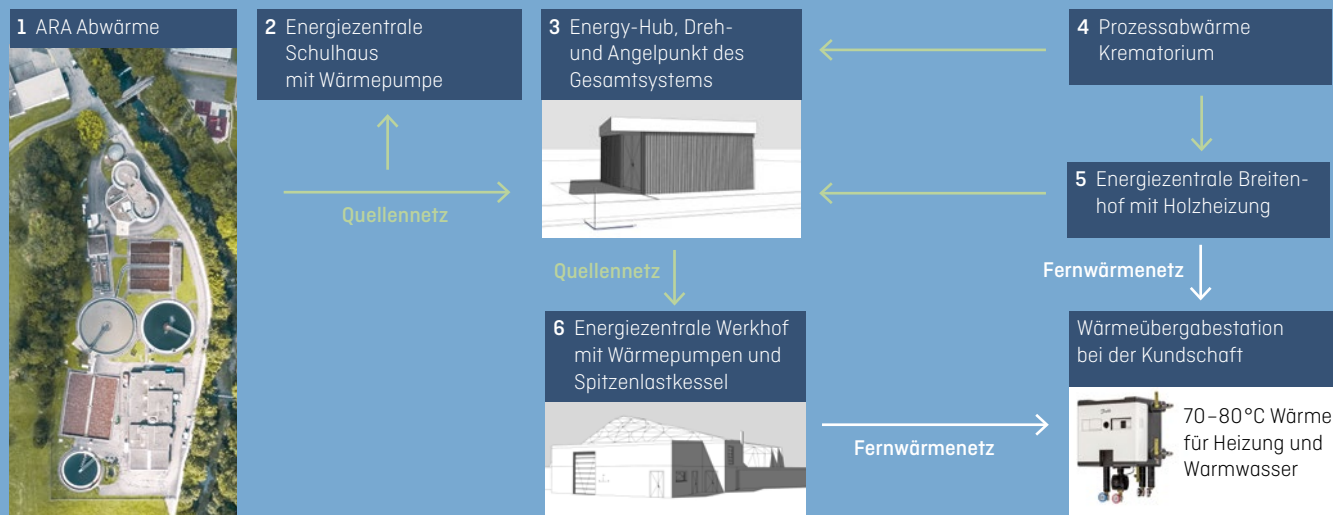 1 ARA Abwärme
2 Energiezentrale
Schulhaus
mit Wärmepumpe
3 Energy-Hub, Dreh-
und Angelpunkt des
Gesamtsystems
4 Prozessabwärme
Krematorium
Quellennetz
5 Energiezentrale Breiten-
hof mit Holzheizung
Quellennetz
Fernwärmenetz
6 Energiezentrale Werkhof
mit Wärmepumpen und
Spitzenlastkessel
Wärmeübergabestation
bei der Kundschaft
Fernwärmenetz
70–80°C Wärme
für Heizung und
Warmwasser